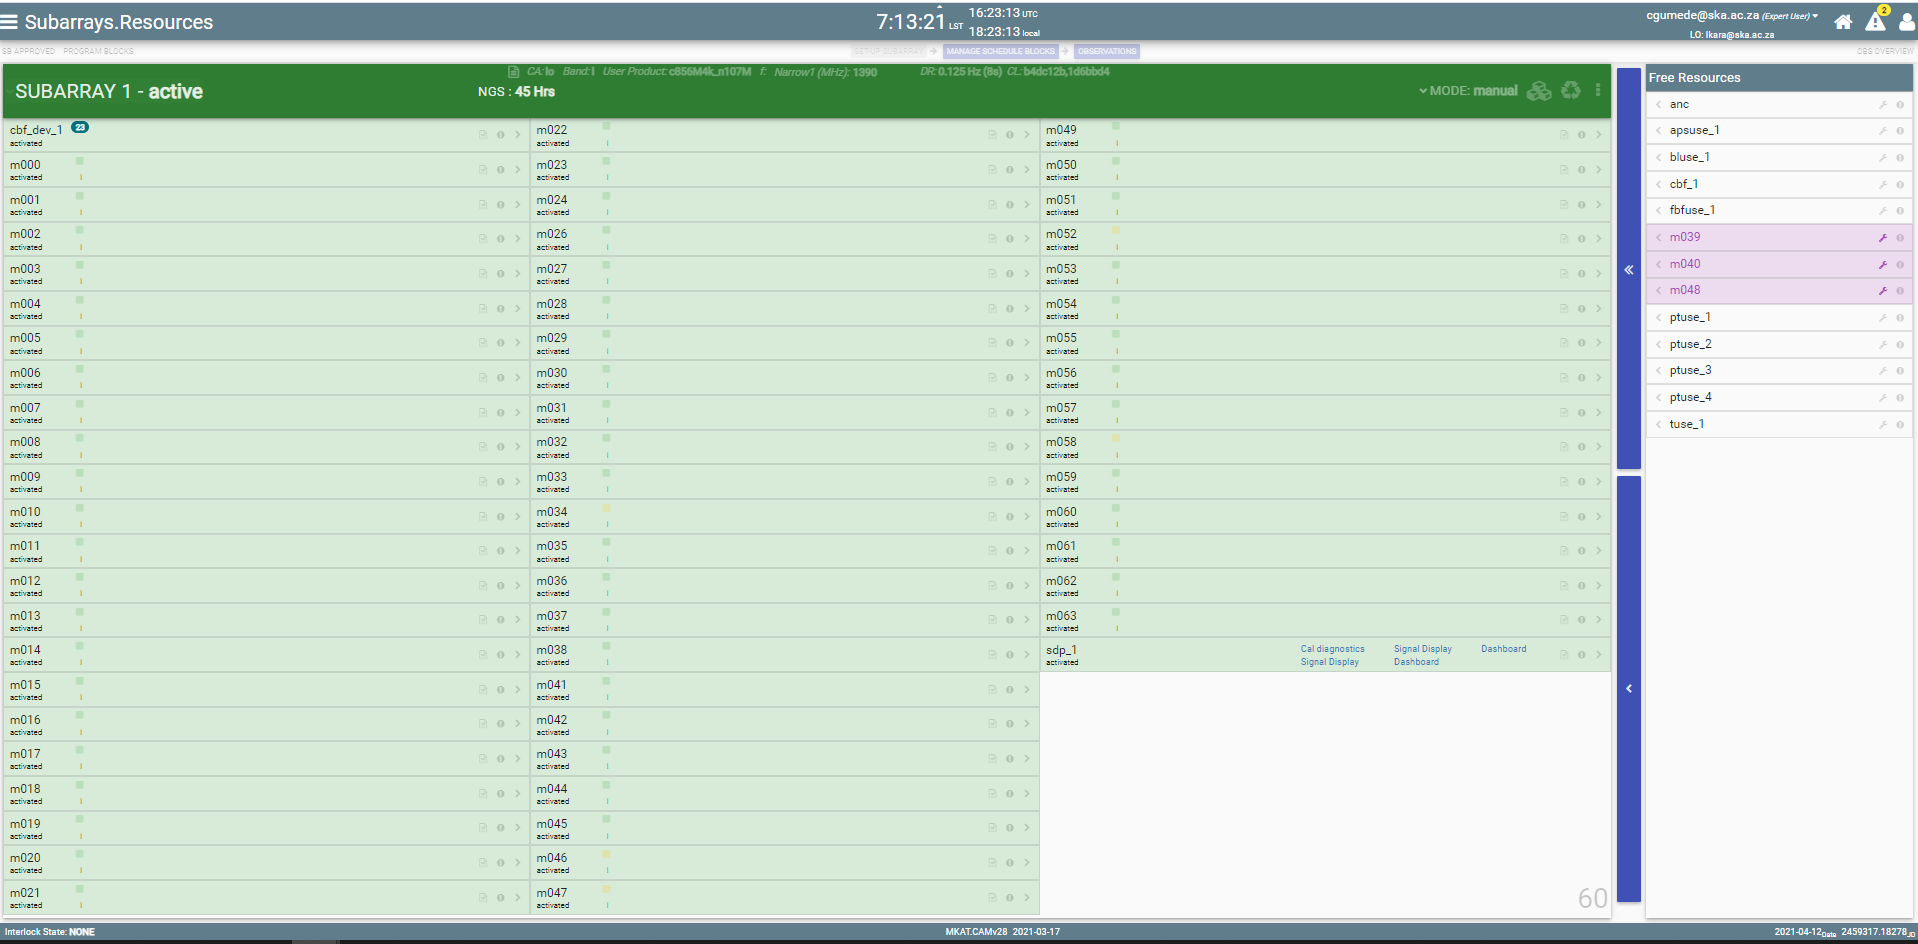 Subarrays.Resources
7:13:21 LST
16:23:13 UTC
18:23:13 local
cgumede@ska.ac.za (Expert User)
LO: lkara@ska.ac.za
2
SB APPROVED PROGRAM BLOCKS
SET-UP SUBARRAY
MANAGE SCHEDULE BLOCKS
OBSERVATIONS
OBS OVERVIEW
CA: lo Band: l User Product: c856M4k_n107M f: Narrow1 (MHz): 1390 DR: 0.125 Hz (8s) CL: b4dc12b,1d6bbd4
SUBARRAY 1 - active
NGS : 45 Hrs
MODE: manual
cbf_dev_1 23
activated
m000
activated
m001
activated
m002
activated
m003
activated
m004
activated
m005
activated
m006
activated
m007
activated
m008
activated
m009
activated
m010
activated
m011
activated
m012
activated
m013
activated
m014
activated
m015
activated
m016
activated
m017
activated
m018
activated
m019
activated
m020
activated
m021
activated
m022
activated
m023
activated
m024
activated
m026
activated
m027
activated
m028
activated
m029
activated
m030
activated
m031
activated
m032
activated
m033
activated
m034
activated
m035
activated
m036
activated
m037
activated
m038
activated
m041
activated
m042
activated
m043
activated
m044
activated
m045
activated
m046
activated
m047
activated
m049
activated
m050
activated
m051
activated
m052
activated
m053
activated
m054
activated
m055
activated
m056
activated
m057
activated
m058
activated
m059
activated
m060
activated
m061
activated
m062
activated
m063
activated
sdp_1
activated
Cal diagnostics Signal Display Dashboard
Signal Display Dashboard
60
Free Resources
anc
apsuse_1
bluse_1
cbf_1
fbfuse_1
m039
m040
m048
ptuse_1
ptuse_2
ptuse_3
ptuse_4
tuse_1
Interlock State: NONE
MKAT.CAMv28 2021-03-17
2021-04-12 Date 2459317.18278 JD